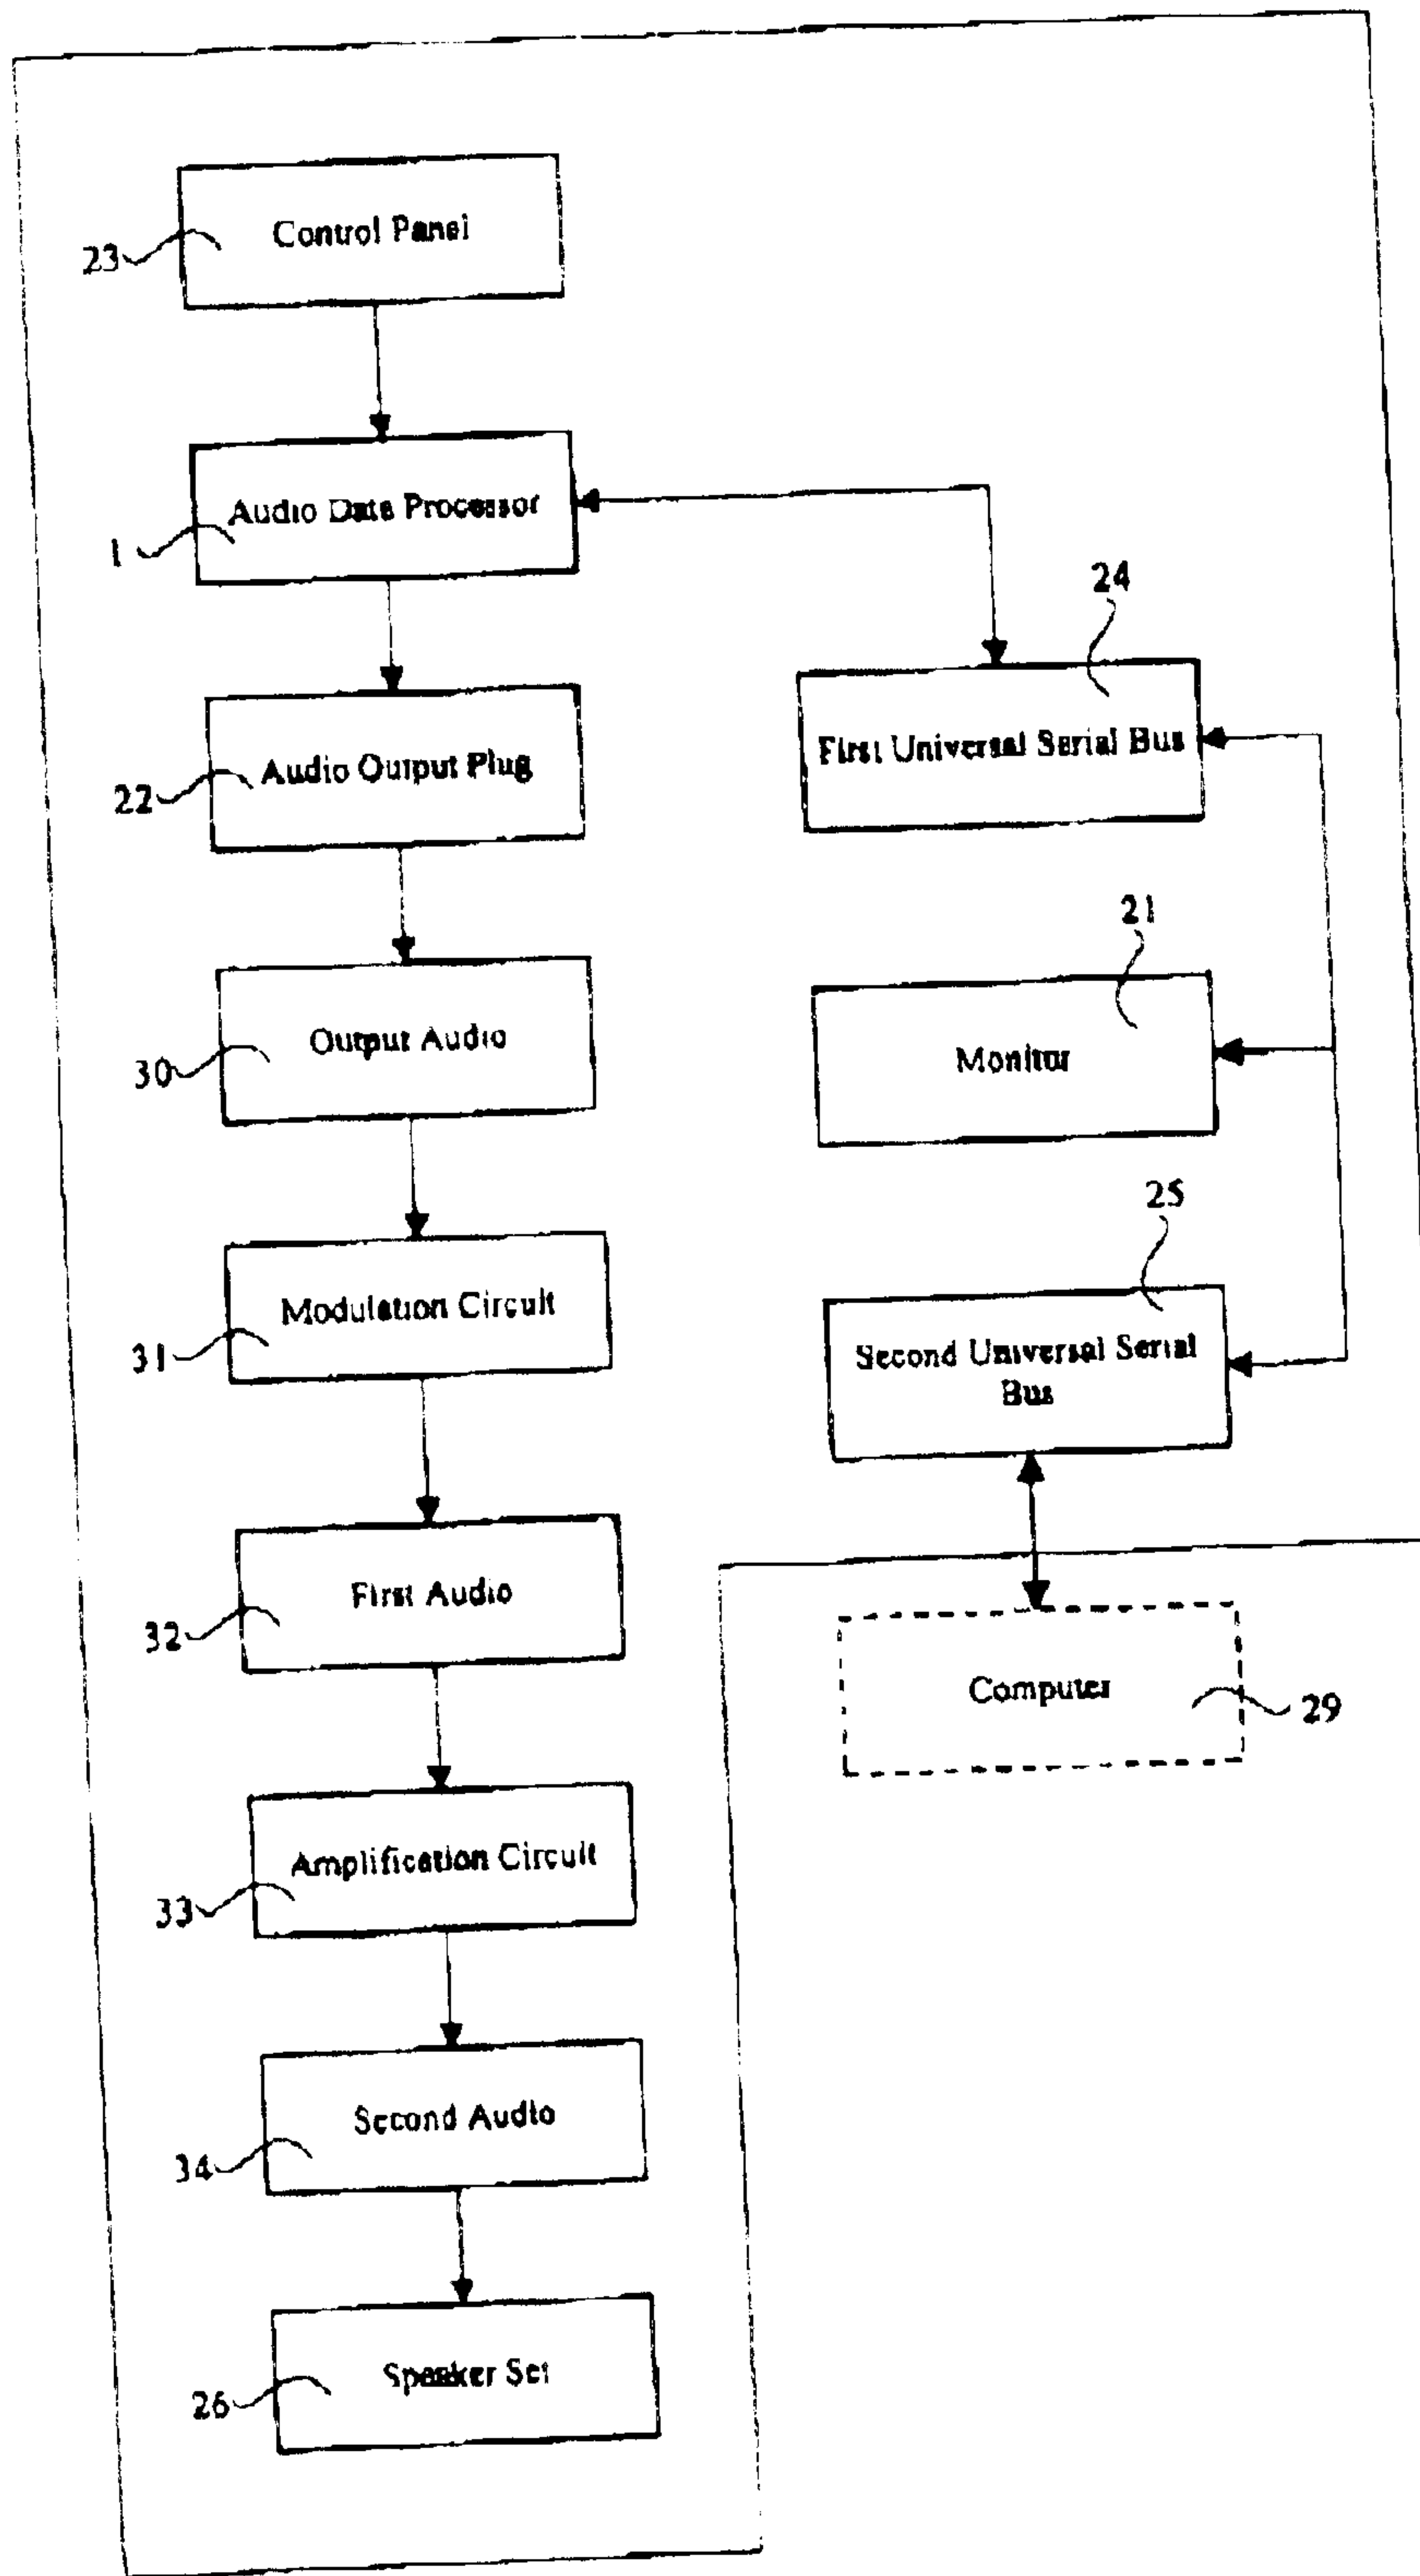 Control Panel
23
Audio Data Processor
1
24
Audio Output Plug
22
First Universal Serial Bus
21
Output Audio
30
Monitor
25
Modulation Circuit
31
Second Universal Serial
Bus
First Audio
32
Computer
29
Amplification Circuit
33
Second Audio
34
Speaker Set
26